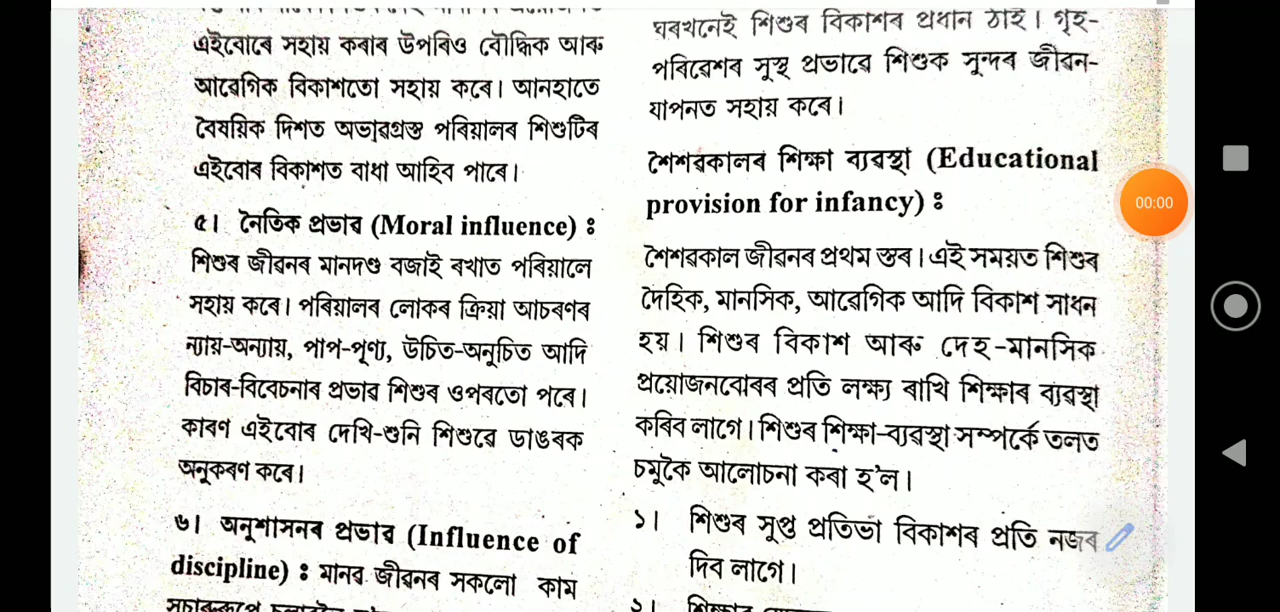 এইবোৰে সহায় কৰাৰ উপৰিও বৌদ্ধিক আৰু
আৱেগিক বিকাশতো সহায় কৰে। আনহাতে
বৈষয়িক দিশত অভাৱগ্ৰস্ত পৰিয়ালৰ শিশুটিৰ
এইবোৰ বিকাশত বাধা আহিব পাৰে।
৫। নৈতিক প্ৰভাৱ (Moral influence) ঃ
শিশুৰ জীৱনৰ মানদণ্ড বজাই ৰখাত পৰিয়ালে
সহায় কৰে। পৰিয়ালৰ লোকৰ ক্ৰিয়া আচৰণৰ
ন্যায়-অন্যায়, পাপ-পূণ্য, উচিত-অনুচিত আদি
বিচাৰ-বিবেচনাৰ প্ৰভাৱ শিশুৰ ওপৰতো পৰে।
কাৰণ এইবোৰ দেখি-শুনি শিশুৱে ডাঙৰক
অনুকৰণ কৰে।
৬। অনুশাসনৰ প্ৰভাৱ (Influence of
discipline) ঃ মানৱ জীৱনৰ সকলো কাম
ঘৰখনেই শিশুৰ বিকাশৰ প্ৰধান ঠাই। গৃহ-
পৰিৱেশৰ সুস্থ প্ৰভাৱে শিশুক সুন্দৰ জীৱন-
যাপনত সহায় কৰে।
শৈশৱকালৰ শিক্ষা ব্যৱস্থা (Educational
provision for infancy) ঃ
শৈশৱকাল জীৱনৰ প্ৰথম স্তৰ। এই সময়ত শিশুৰ
দৈহিক, মানসিক, আৱেগিক আদি বিকাশ সাধন
হয়। শিশুৰ বিকাশ আৰু দেহ-মানসিক
প্ৰয়োজনবোৰৰ প্ৰতি লক্ষ্য ৰাখি শিক্ষাৰ ব্যৱস্থা
কৰিব লাগে। শিশুৰ শিক্ষা-ব্যৱস্থা সম্পৰ্কে তলত
চমুকৈ আলোচনা কৰা হ'ল।
১। শিশুৰ সুপ্ত প্ৰতিভা বিকাশৰ প্ৰতি নজৰ
দিব লাগে।
২। শিক্ষাৰ
00:00